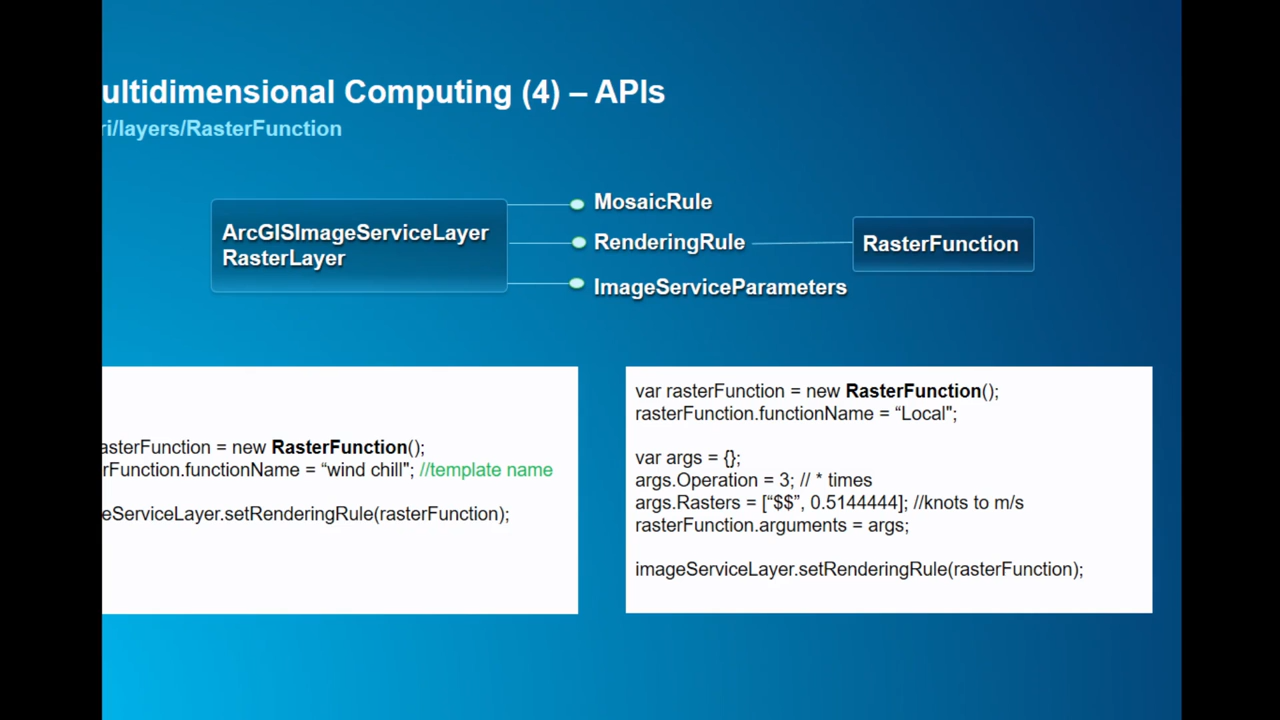 ultidimensional Computing (4) – APIs
ri/layers/RasterFunction
ArcGISImageServiceLayer
RasterLayer
MosaicRule
RenderingRule
ImageServiceParameters
RasterFunction
asterFunction = new RasterFunction();
rFunction.functionName = “wind chill"; //template name
eServiceLayer.setRenderingRule(rasterFunction);
var rasterFunction = new RasterFunction();
rasterFunction.functionName = “Local";
var args = {};
args.Operation = 3; // * times
args.Rasters = [“$$”, 0.5144444]; //knots to m/s
rasterFunction.arguments = args;
imageServiceLayer.setRenderingRule(rasterFunction);